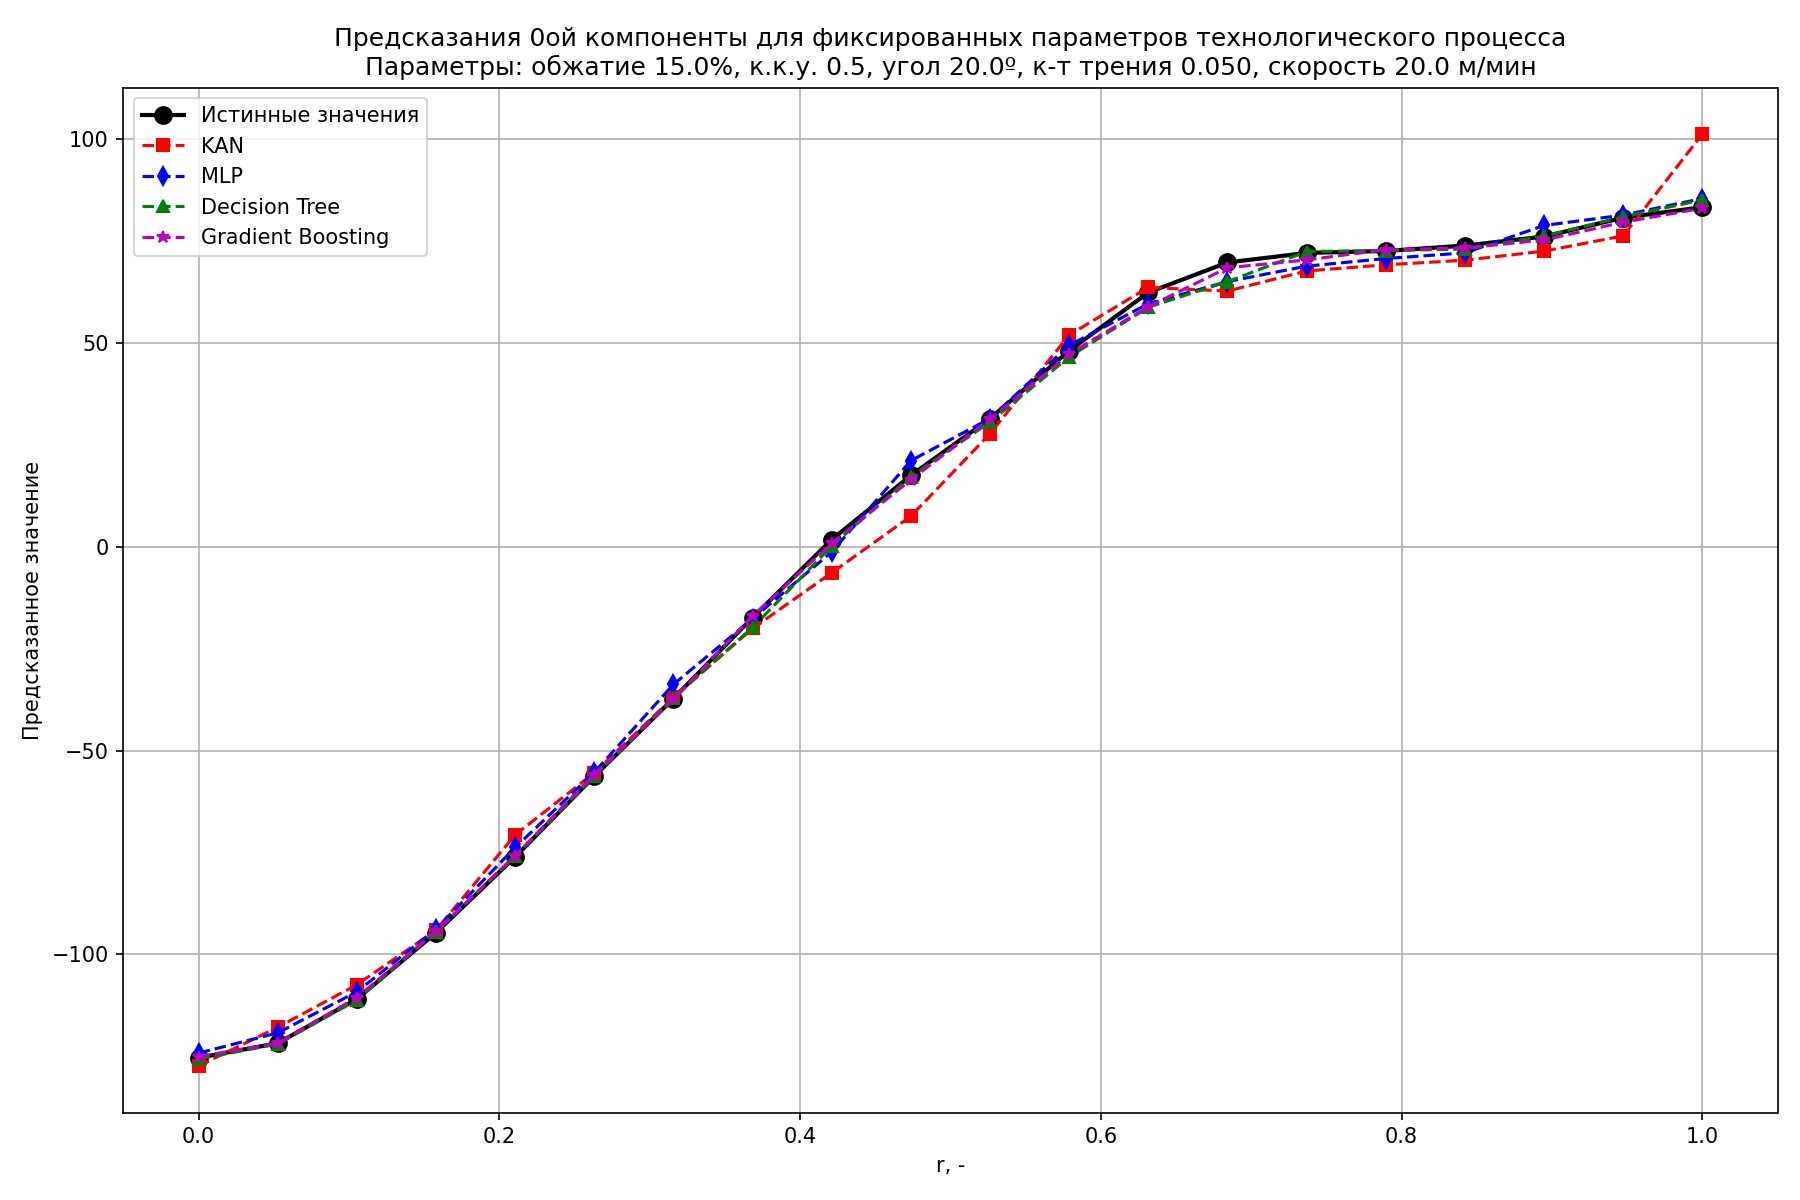 Предсказания 0ой компоненты для фиксированных параметров технологического процесса
Параметры: обжатие 15.0%, к.к.у. 0.5, угол 20.0º, к-т трения 0.050, скорость 20.0 м/мин
Истинные значения
KAN
MLP
Decision Tree
Gradient Boosting
100
50
0
−50
−100
Предсказанное значение
0.0
0.2
0.4
0.6
0.8
1.0
r, -